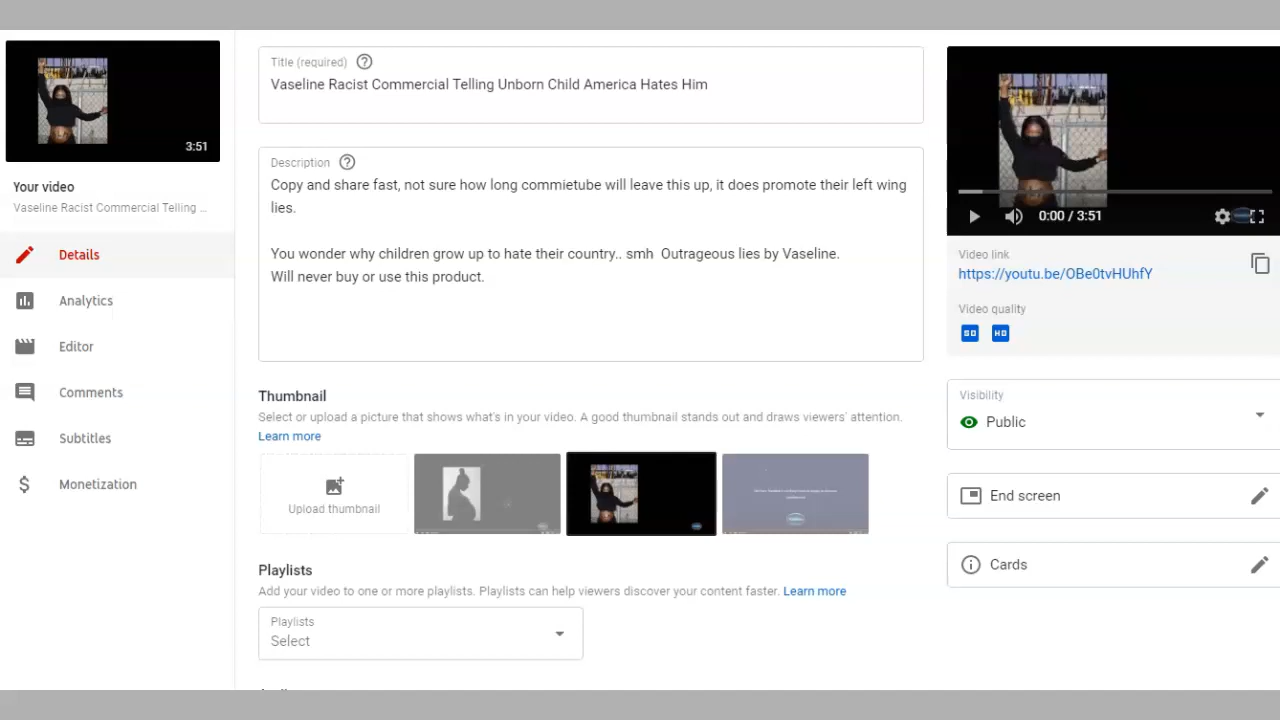 Title (required)
Vaseline Racist Commercial Telling Unborn Child America Hates Him
3:51
Description
Copy and share fast, not sure how long commietube will leave this up, it does promote their left wing
lies.
You wonder why children grow up to hate their country.. smh  Outrageous lies by Vaseline.
Will never buy or use this product.
Your video
Vaseline Racist Commercial Telling ...
Details
Analytics
Editor
Comments
Subtitles
Monetization
Thumbnail
Select or upload a picture that shows what's in your video. A good thumbnail stands out and draws viewers' attention.
Learn more
Upload thumbnail
Playlists
Add your video to one or more playlists. Playlists can help viewers discover your content faster. Learn more
Playlists
Select
0:00 / 3:51
Video link
https://youtu.be/OBe0tvHUhfY
Video quality
SD HD
Visibility
Public
End screen
Cards